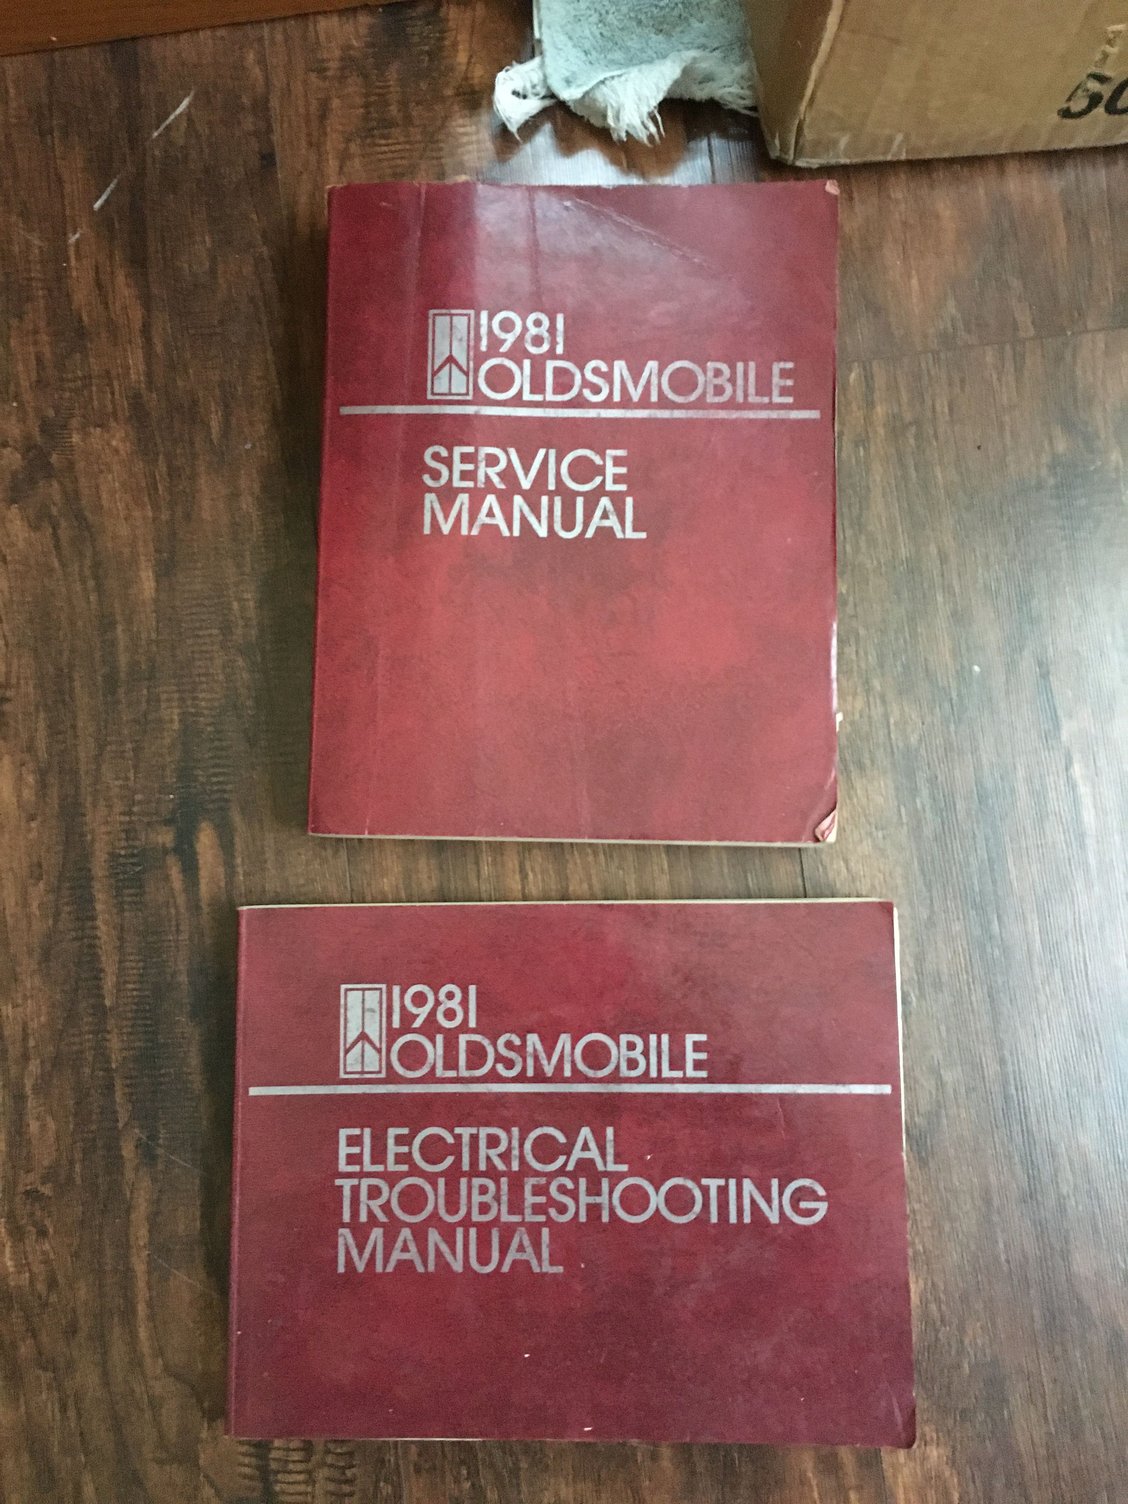 1981
OLDSMOBILE
SERVICE
MANUAL
1981
OLDSMOBILE
ELECTRICAL
TROUBLESHOOTING
MANUAL